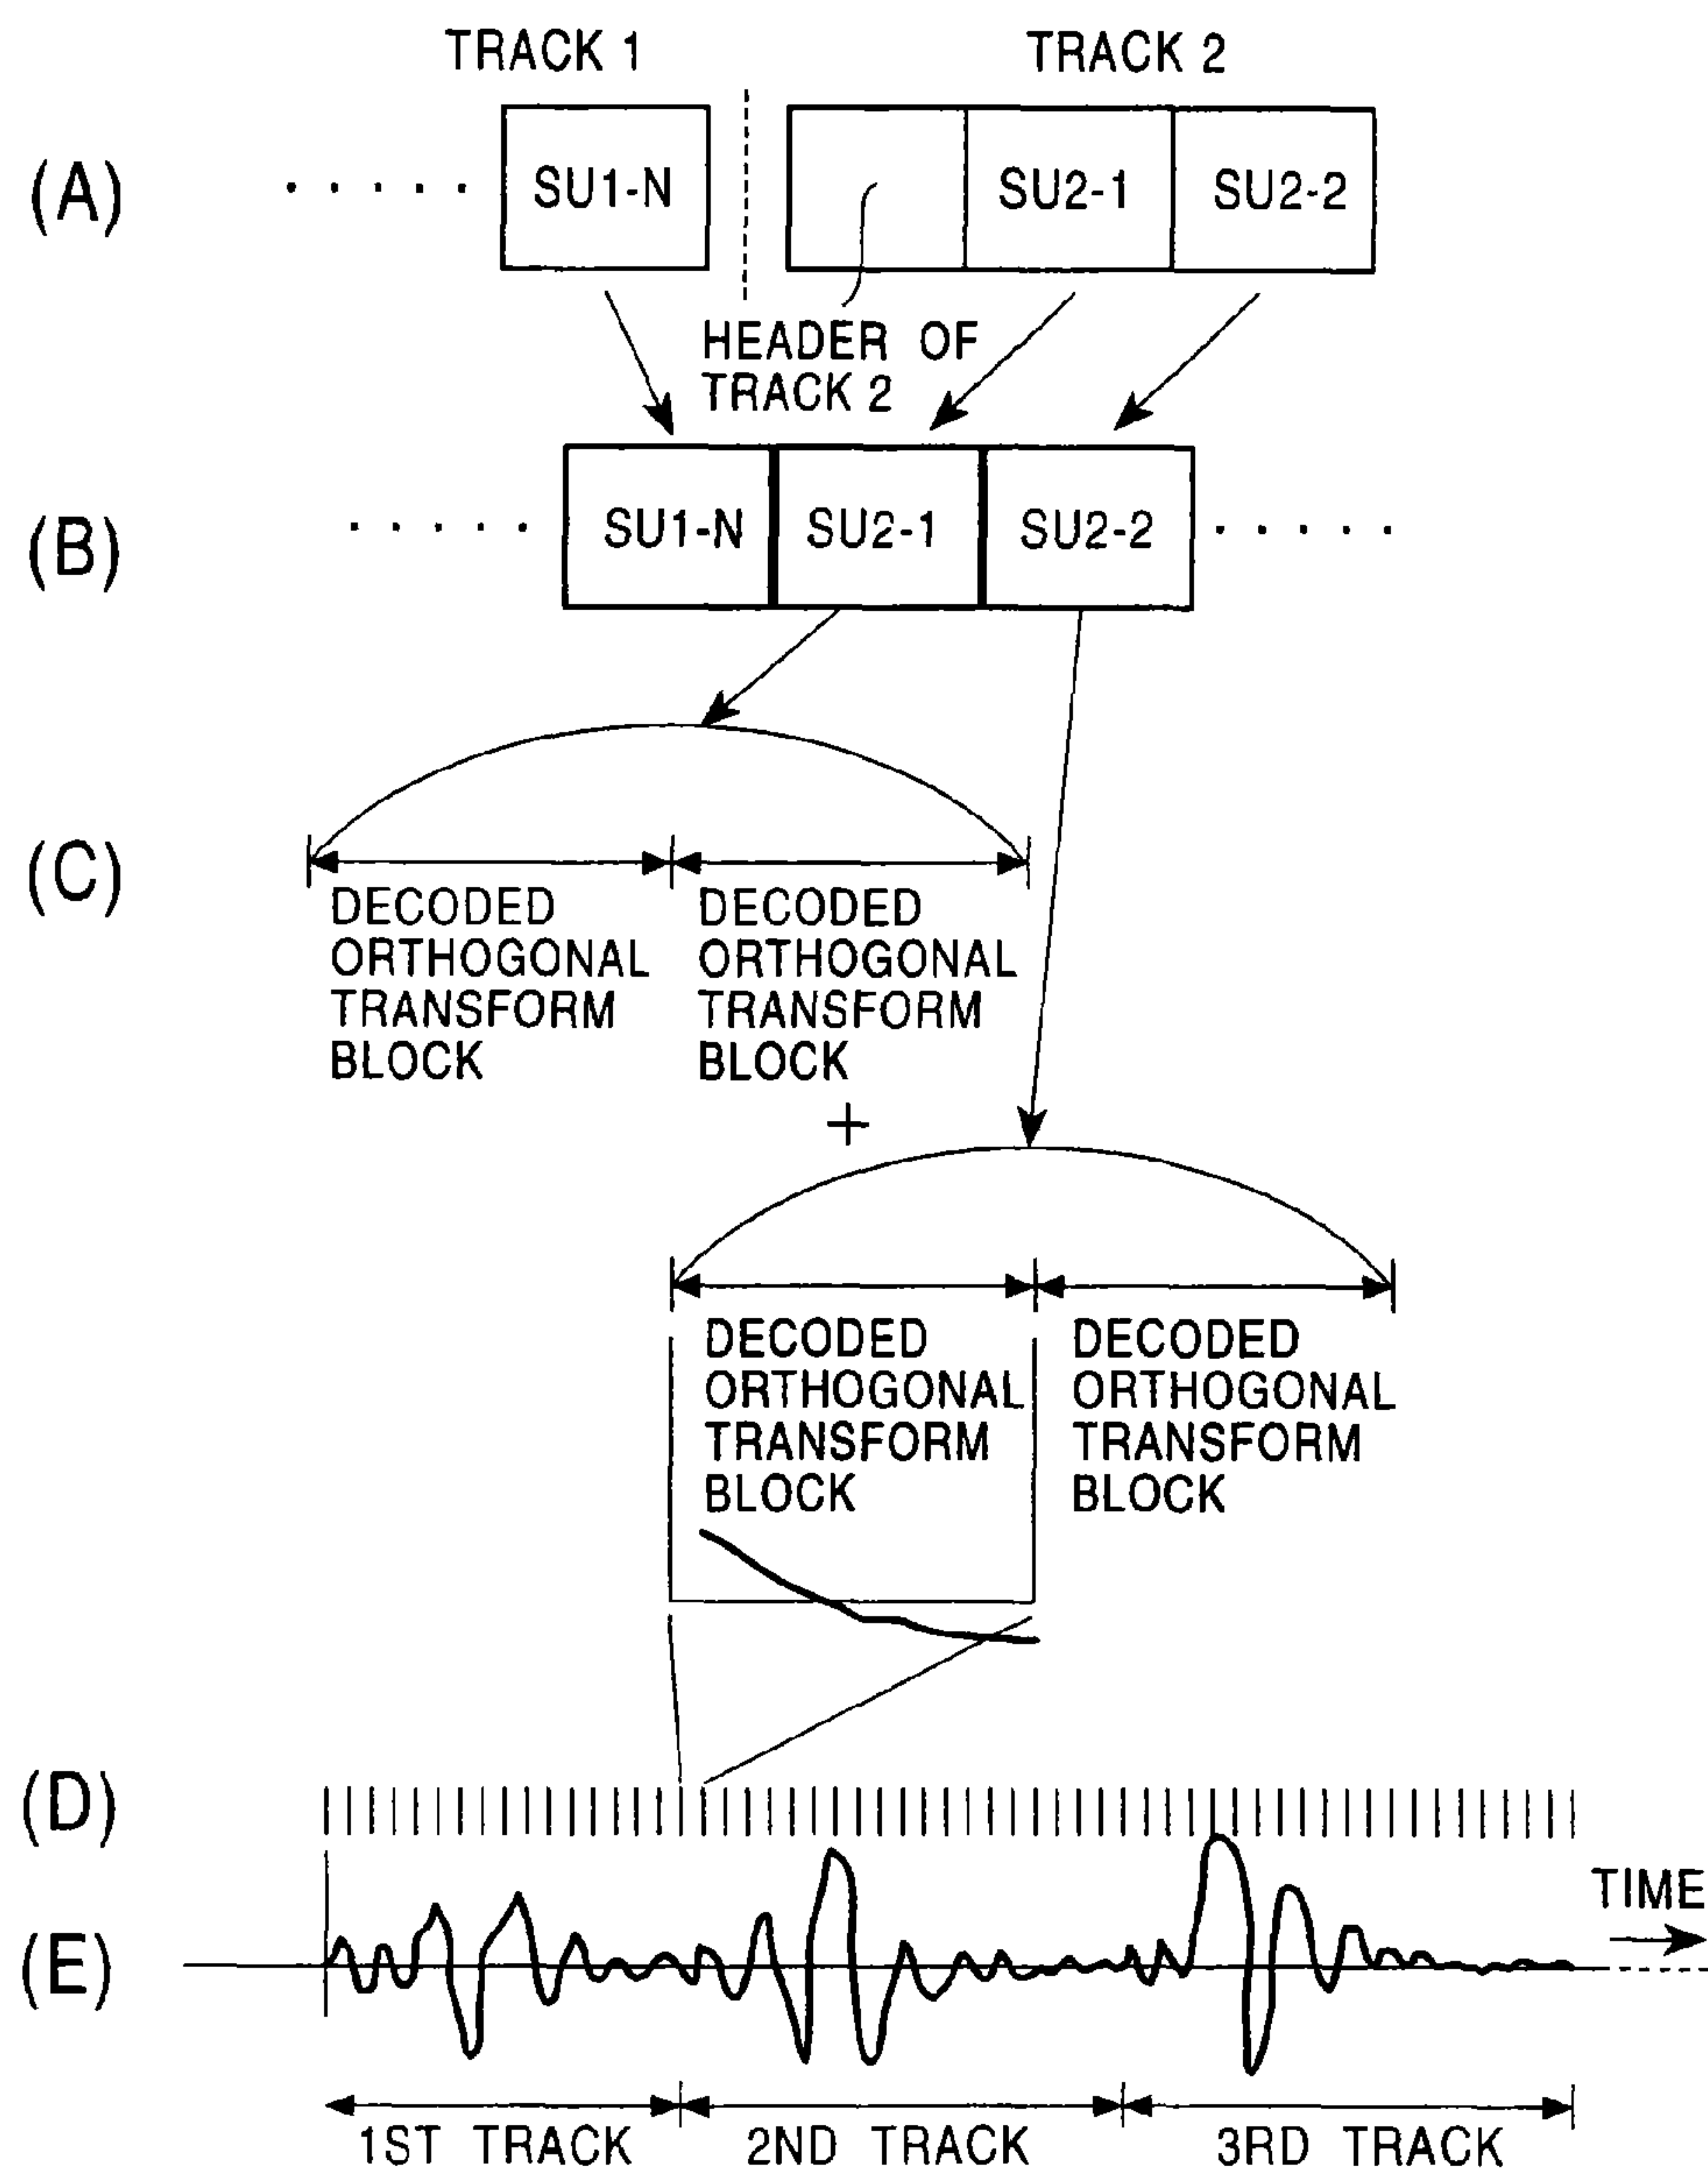 TRACK 1
TRACK 2
(A)
. . . . .
SU1-N
SU2-1
SU2-2
HEADER OF
TRACK 2
(B)
. . . . .
SU1-N
SU2-1
SU2-2
. . . . .
(C)
DECODED
ORTHOGONAL
TRANSFORM
BLOCK
DECODED
ORTHOGONAL
TRANSFORM
BLOCK
+
DECODED
ORTHOGONAL
TRANSFORM
BLOCK
DECODED
ORTHOGONAL
TRANSFORM
BLOCK
(D)
TIME
(E)
1ST TRACK
2ND TRACK
3RD TRACK